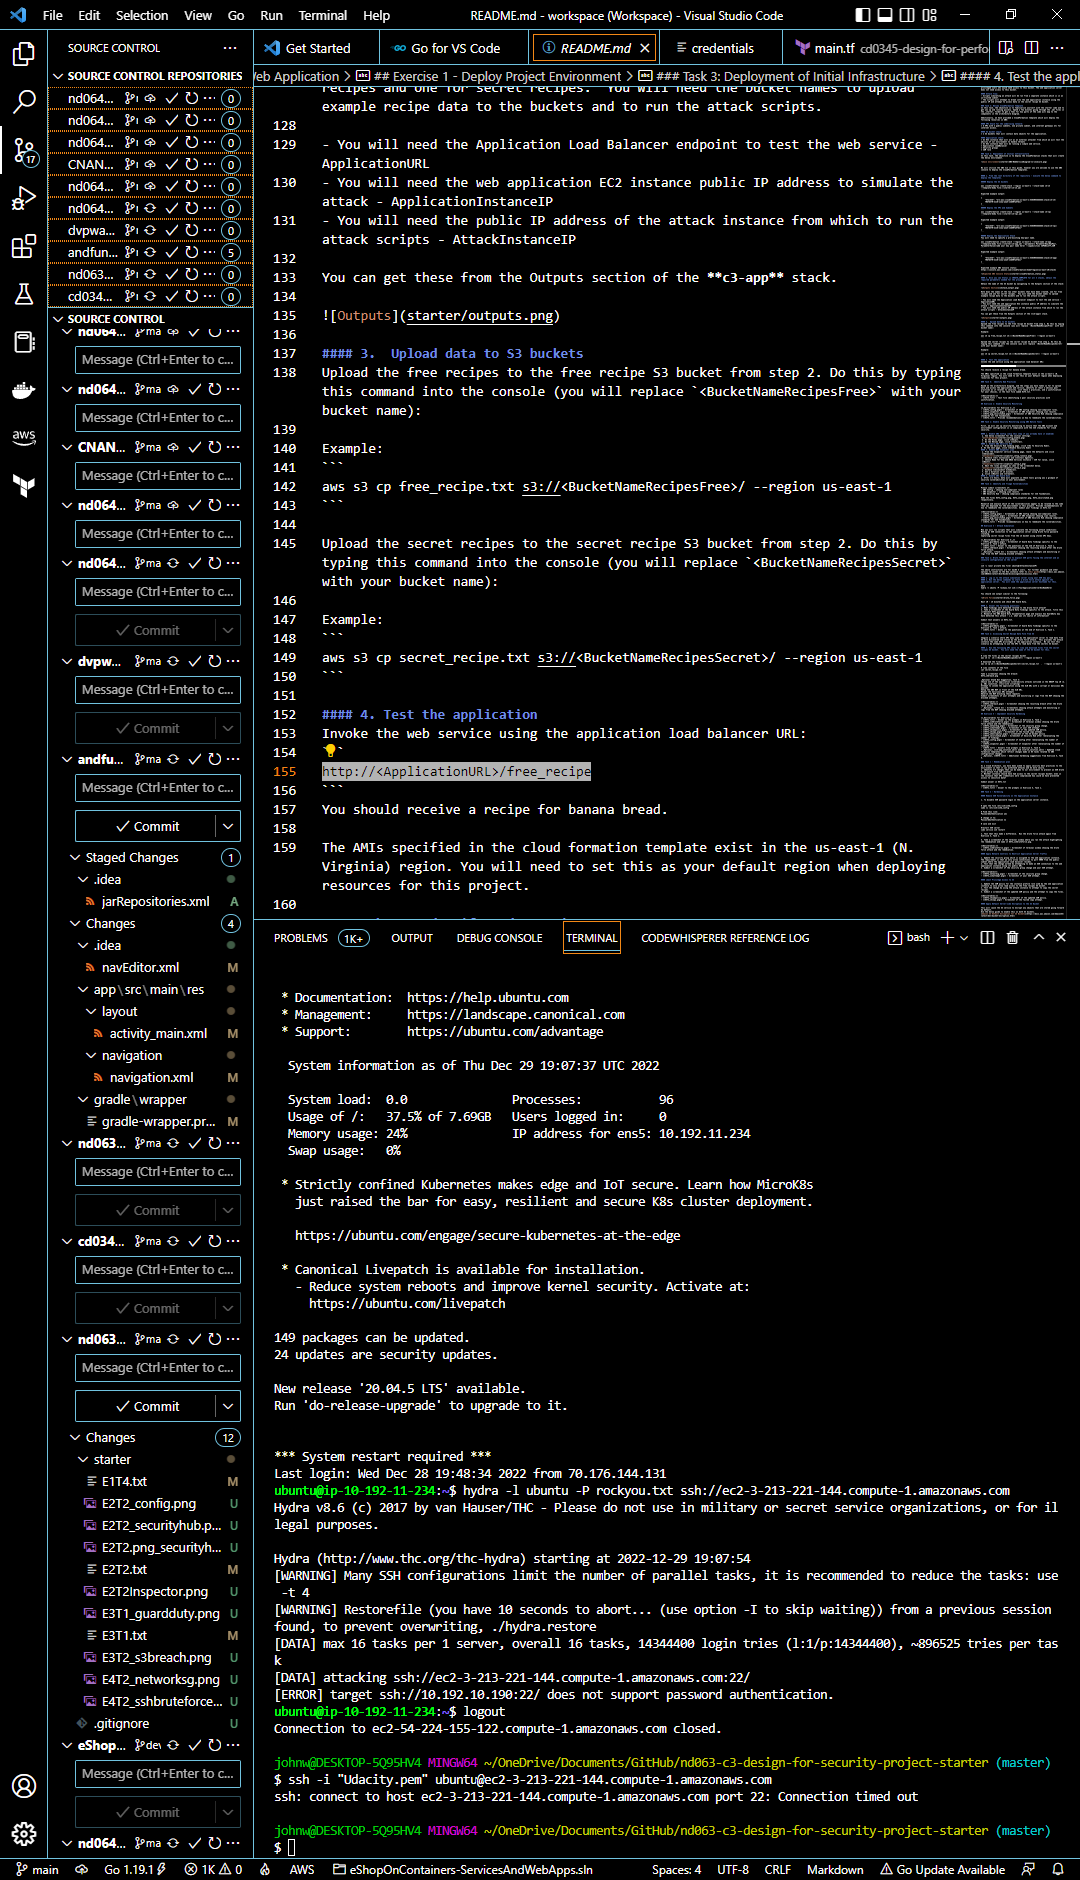 File Edit Selection View Go Run Terminal Help README.md - workspace (Workspace) - Visual Studio Code
SOURCE CONTROL
Get Started Go for VS Code README.md credentials main.tf cd0345-design-for-perfo
SOURCE CONTROL REPOSITORIES
eb Application > ## Exercise 1 - Deploy Project Environment > ### Task 3: Deployment of Initial Infrastructure > #### 4. Test the appl
nd064... 0
nd064... 0
nd064... 0
CNAN... 0
nd064... 0
nd064... 0
dvpwa... 0
andfun... 5
nd063... 0
cd034... 0
17
SOURCE CONTROL
nd064... ma
Message (Ctrl+Enter to c...
nd064... ma
Message (Ctrl+Enter to c...
CNAN... ma
Message (Ctrl+Enter to c...
nd064... ma
Message (Ctrl+Enter to c...
nd064... ma
Message (Ctrl+Enter to c...
Commit
dvpw... ma
Message (Ctrl+Enter to c...
Commit
andfu... ma
Message (Ctrl+Enter to c...
Commit
Staged Changes 1
.idea
jarRepositories.xml A
Changes 4
.idea
navEditor.xml M
app\src\main\res
layout
activity_main.xml M
navigation
navigation.xml M
gradle\wrapper
gradle-wrapper.pr... M
nd063... ma
Message (Ctrl+Enter to c...
Commit
cd034... ma
Message (Ctrl+Enter to c...
Commit
nd063... ma
Message (Ctrl+Enter to c...
Commit
Changes 12
starter
E1T4.txt M
E2T2_config.png U
E2T2_securityhub.p... U
E2T2.png_securityh... U
E2T2.txt M
E2T2Inspector.png U
E3T1_guardduty.png U
E3T1.txt M
E3T2_s3breach.png U
E4T2_networksg.png U
E4T2_sshbruteforce... U
.gitignore U
eShop... dev
Message (Ctrl+Enter to c...
Commit
nd064... ma
aws
recipes and one for secret recipes. You will need the bucket names to upload
example recipe data to the buckets and to run the attack scripts.
128
129 - You will need the Application Load Balancer endpoint to test the web service -
ApplicationURL
130 - You will need the web application EC2 instance public IP address to simulate the
attack - ApplicationInstanceIP
131 - You will need the public IP address of the attack instance from which to run the
attack scripts - AttackInstanceIP
132
133 You can get these from the Outputs section of the **c3-app** stack.
134
135 ![Outputs](starter/outputs.png)
136
137 #### 3.  Upload data to S3 buckets
138 Upload the free recipes to the free recipe S3 bucket from step 2. Do this by typing
this command into the console (you will replace `<BucketNameRecipesFree>` with your
bucket name):
139
140 Example:
141 ```
142 aws s3 cp free_recipe.txt s3://<BucketNameRecipesFree>/ --region us-east-1
143 ```
144
145 Upload the secret recipes to the secret recipe S3 bucket from step 2. Do this by
typing this command into the console (you will replace `<BucketNameRecipesSecret>`
with your bucket name):
146
147 Example:
148 ```
149 aws s3 cp secret_recipe.txt s3://<BucketNameRecipesSecret>/ --region us-east-1
150 ```
151
152 #### 4. Test the application
153 Invoke the web service using the application load balancer URL:
154 ```
155 http://<ApplicationURL>/free_recipe
156 ```
157 You should receive a recipe for banana bread.
158
159 The AMIs specified in the cloud formation template exist in the us-east-1 (N.
Virginia) region. You will need to set this as your default region when deploying
resources for this project.
160
PROBLEMS 1K+ OUTPUT DEBUG CONSOLE TERMINAL CODEWHISPERER REFERENCE LOG bash
* Documentation:  https://help.ubuntu.com
* Management:     https://landscape.canonical.com
* Support:        https://ubuntu.com/advantage
System information as of Thu Dec 29 19:07:37 UTC 2022
System load:  0.0               Processes:           96
Usage of /:   37.5% of 7.69GB   Users logged in:     0
Memory usage: 24%               IP address for ens5: 10.192.11.234
Swap usage:   0%
* Strictly confined Kubernetes makes edge and IoT secure. Learn how MicroK8s
just raised the bar for easy, resilient and secure K8s cluster deployment.
https://ubuntu.com/engage/secure-kubernetes-at-the-edge
* Canonical Livepatch is available for installation.
- Reduce system reboots and improve kernel security. Activate at:
https://ubuntu.com/livepatch
149 packages can be updated.
24 updates are security updates.
New release '20.04.5 LTS' available.
Run 'do-release-upgrade' to upgrade to it.
*** System restart required ***
Last login: Wed Dec 28 19:48:34 2022 from 70.176.144.131
ubuntu@ip-10-192-11-234:~$ hydra -l ubuntu -P rockyou.txt ssh://ec2-3-213-221-144.compute-1.amazonaws.com
Hydra v8.6 (c) 2017 by van Hauser/THC - Please do not use in military or secret service organizations, or for il
legal purposes.
Hydra (http://www.thc.org/thc-hydra) starting at 2022-12-29 19:07:54
[WARNING] Many SSH configurations limit the number of parallel tasks, it is recommended to reduce the tasks: use
-t 4
[WARNING] Restorefile (you have 10 seconds to abort... (use option -I to skip waiting)) from a previous session
found, to prevent overwriting, ./hydra.restore
[DATA] max 16 tasks per 1 server, overall 16 tasks, 14344400 login tries (l:1/p:14344400), ~896525 tries per tas
k
[DATA] attacking ssh://ec2-3-213-221-144.compute-1.amazonaws.com:22/
[ERROR] target ssh://10.192.10.190:22/ does not support password authentication.
ubuntu@ip-10-192-11-234:~$ logout
Connection to ec2-54-224-155-122.compute-1.amazonaws.com closed.
johnw@DESKTOP-5Q95HV4 MINGW64 ~/OneDrive/Documents/GitHub/nd063-c3-design-for-security-project-starter (master)
$ ssh -i "Udacity.pem" ubuntu@ec2-3-213-221-144.compute-1.amazonaws.com
ssh: connect to host ec2-3-213-221-144.compute-1.amazonaws.com port 22: Connection timed out
johnw@DESKTOP-5Q95HV4 MINGW64 ~/OneDrive/Documents/GitHub/nd063-c3-design-for-security-project-starter (master)
$
main Go 1.19.1 1K 0 AWS eShopOnContainers-ServicesAndWebApps.sln Spaces: 4 UTF-8 CRLF Markdown Go Update Available